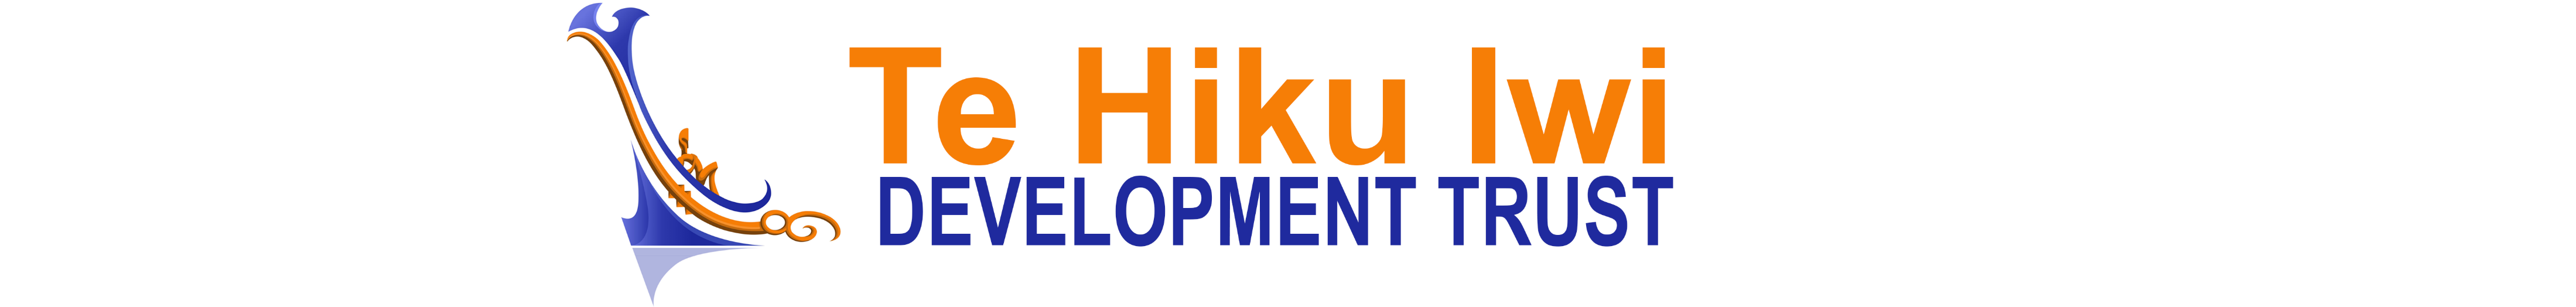 Te Hiku Iwi
DEVELOPMENT TRUST